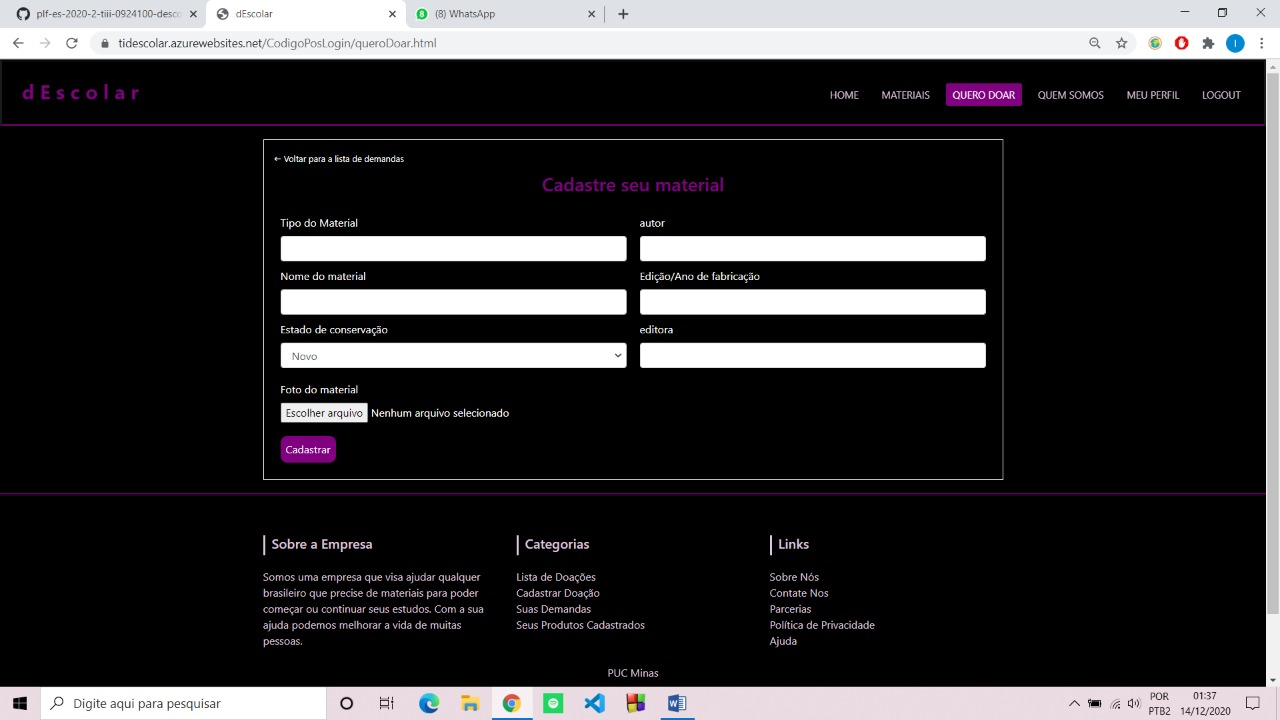 plf-es-2020-2-tiii-0924100-desco
dEscolar
(8) WhatsApp
tidescolar.azurewebsites.net/CodigoPosLogin/queroDoar.html
dEscolar
HOME
MATERIAIS
QUERO DOAR
QUEM SOMOS
MEU PERFIL
LOGOUT
← Voltar para a lista de demandas
Cadastre seu material
Tipo do Material
autor
Nome do material
Edição/Ano de fabricação
Estado de conservação
editora
Novo
Foto do material
Escolher arquivo Nenhum arquivo selecionado
Cadastrar
Sobre a Empresa
Somos uma empresa que visa ajudar qualquer
brasileiro que precise de materiais para poder
começar ou continuar seus estudos. Com a sua
ajuda podemos melhorar a vida de muitas
pessoas.
Categorias
Lista de Doações
Cadastrar Doação
Suas Demandas
Seus Produtos Cadastrados
Links
Sobre Nós
Contate Nos
Parcerias
Política de Privacidade
Ajuda
PUC Minas
Digite aqui para pesquisar
POR
PTB2
01:37
14/12/2020